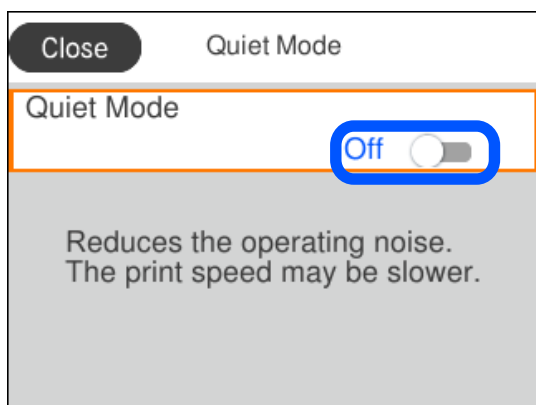 Close Quiet Mode
Quiet Mode
Off
Reduces the operating noise.
The print speed may be slower.